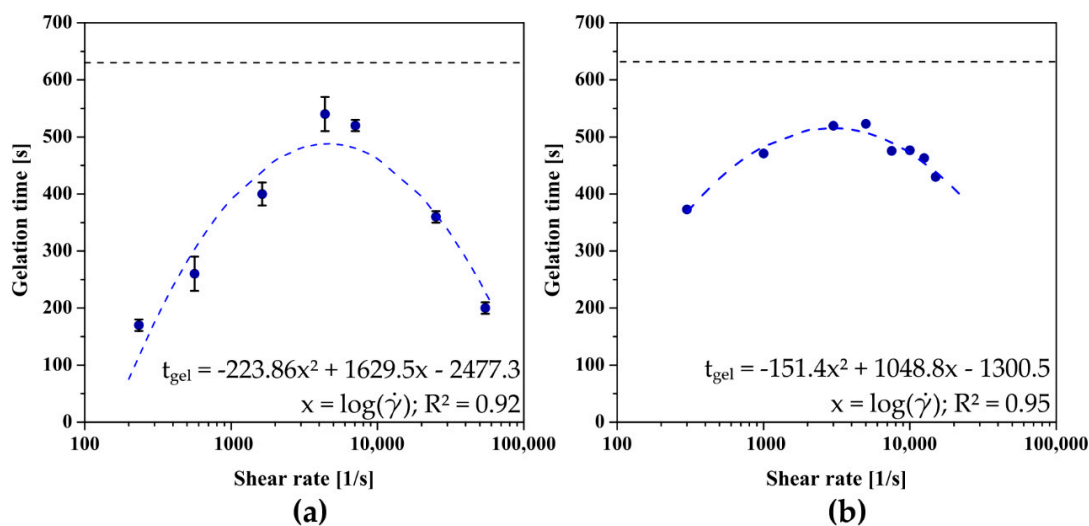 700
600
500
400
300
200
100
0
Gelation time [s]
t_gel = -223.86x² + 1629.5x - 2477.3
x = log(γ̇); R² = 0.92
100 1000 10,000 100,000
Shear rate [1/s]
(a)
700
600
500
400
300
200
100
0
Gelation time [s]
t_gel = -151.4x² + 1048.8x - 1300.5
x = log(γ̇); R² = 0.95
100 1000 10,000 100,000
Shear rate [1/s]
(b)